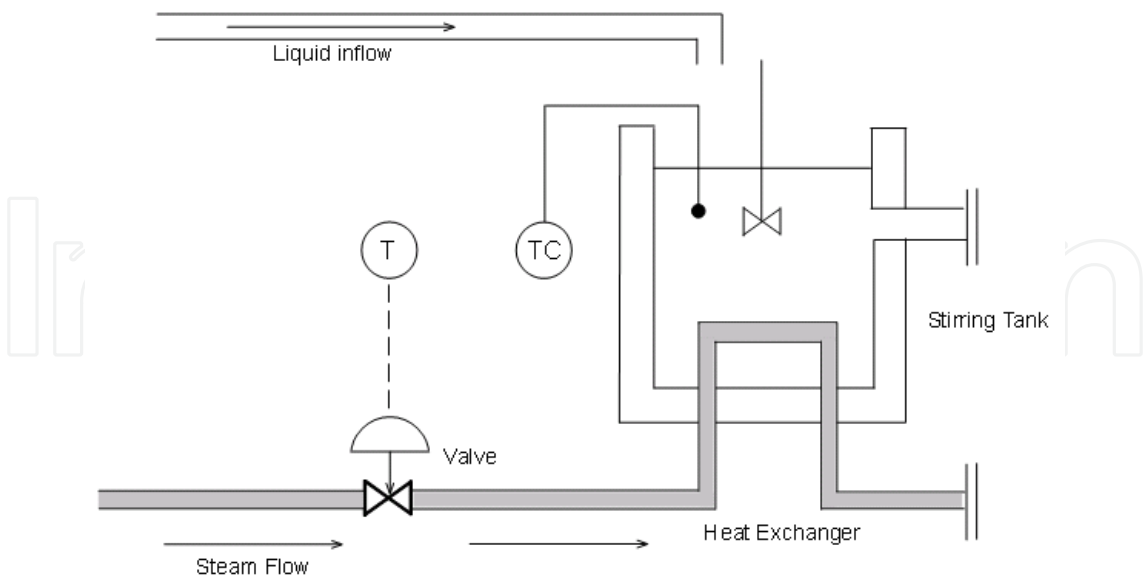 Liquid inflow
T
TC
Stirring Tank
Valve
Heat Exchanger
Steam Flow